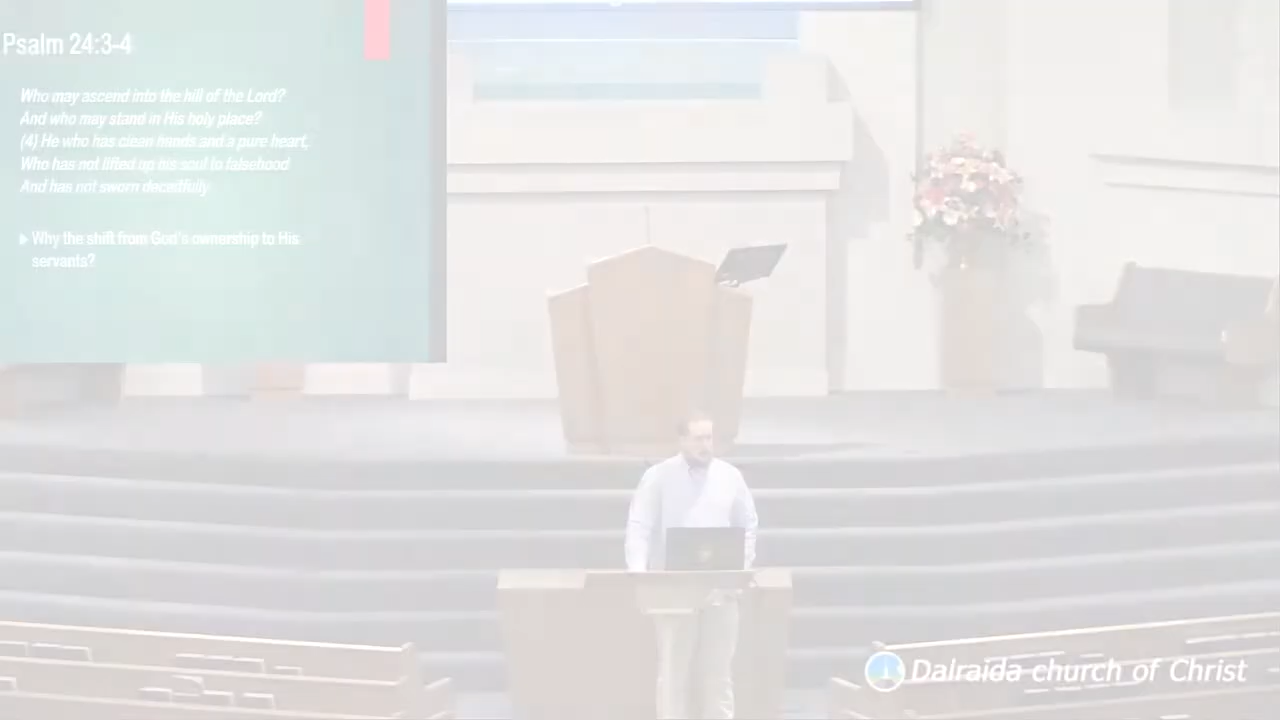 Psalm 24:3-4
Who may ascend into the hill of the Lord?
And who may stand in His holy place?
(4) He who has clean hands and a pure heart,
Who has not lifted up his soul to falsehood
And has not sworn deceitfully
Why the shift from God's ownership to His
servants?
Dalraida church of Christ